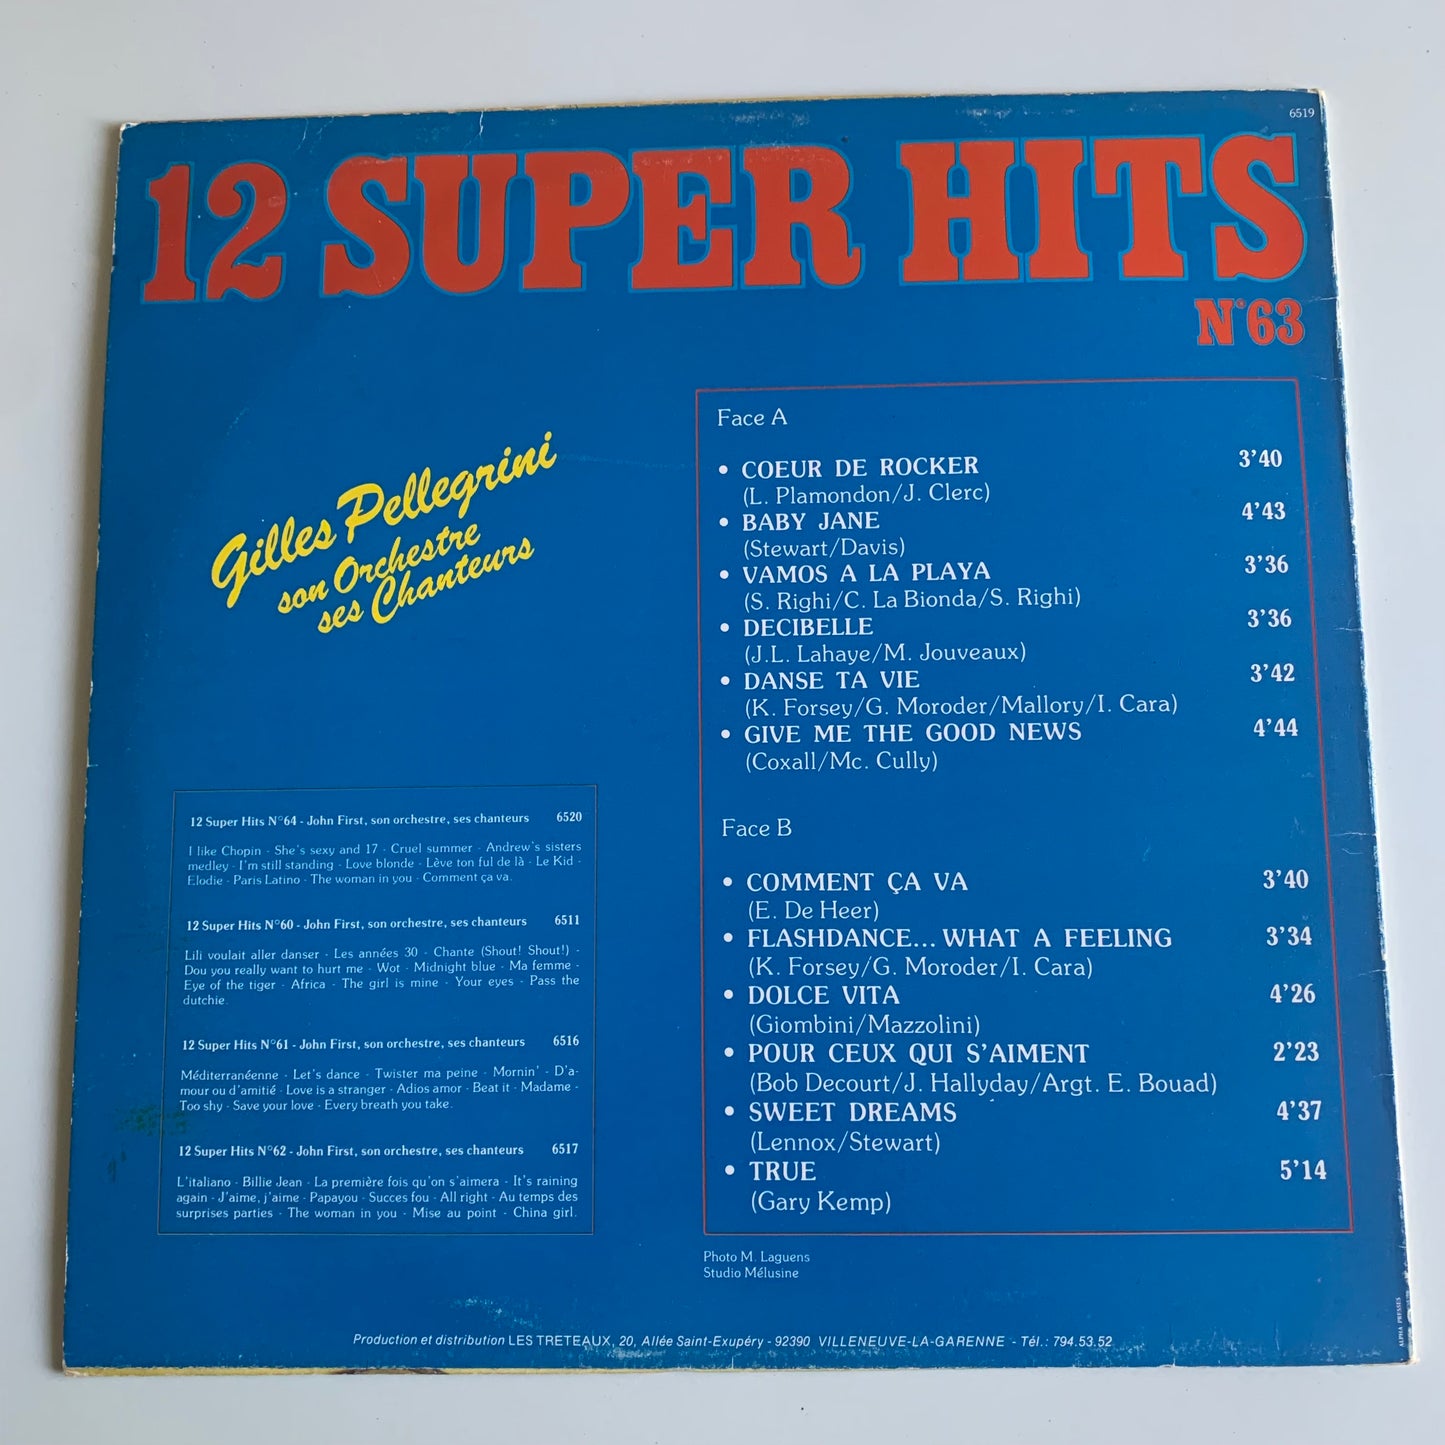 6519
12 SUPER HITS
N°63
Gilles Pellegrini
son Orchestre
ses Chanteurs
Face A
• COEUR DE ROCKER 3'40
(L. Plamondon/J. Clerc)
• BABY JANE 4'43
(Stewart/Davis)
• VAMOS A LA PLAYA 3'36
(S. Righi/C. La Bionda/S. Righi)
• DECIBELLE 3'36
(J.L. Lahaye/M. Jouveaux)
• DANSE TA VIE 3'42
(K. Forsey/G. Moroder/Mallory/I. Cara)
• GIVE ME THE GOOD NEWS 4'44
(Coxall/Mc. Cully)
Face B
• COMMENT ÇA VA 3'40
(E. De Heer)
• FLASHDANCE... WHAT A FEELING 3'34
(K. Forsey/G. Moroder/I. Cara)
• DOLCE VITA 4'26
(Giombini/Mazzolini)
• POUR CEUX QUI S'AIMENT 2'23
(Bob Decourt/J. Hallyday/Argt. E. Bouad)
• SWEET DREAMS 4'37
(Lennox/Stewart)
• TRUE 5'14
(Gary Kemp)
12 Super Hits N°64 - John First, son orchestre, ses chanteurs 6520
I like Chopin - She's sexy and 17 - Cruel summer - Andrew's sisters
medley - I'm still standing - Love blonde - Lève ton ful de là - Le Kid -
Elodie - Paris Latino - The woman in you - Comment ça va.
12 Super Hits N°60 - John First, son orchestre, ses chanteurs 6511
Lili voulait aller danser - Les années 30 - Chante (Shout! Shout!) -
Dou you really want to hurt me - Wot - Midnight blue - Ma femme -
Eye of the tiger - Africa - The girl is mine - Your eyes - Pass the
dutchie.
12 Super Hits N°61 - John First, son orchestre, ses chanteurs 6516
Méditerranéenne - Let's dance - Twister ma peine - Mornin' - D'a-
mour ou d'amitié - Love is a stranger - Adios amor - Beat it - Madame -
Too shy - Save your love - Every breath you take.
12 Super Hits N°62 - John First, son orchestre, ses chanteurs 6517
L'italiano - Billie Jean - La première fois qu'on s'aimera - It's raining
again - J'aime, j'aime - Papayou - Succes fou - All right - Au temps des
surprises parties - The woman in you - Mise au point - China girl.
Photo M. Laguens
Studio Mélusine
Production et distribution LES TRETEAUX, 20, Allée Saint-Exupéry - 92390 VILLENEUVE-LA-GARENNE - Tél.: 794.53.52
ALPHA PRESSES